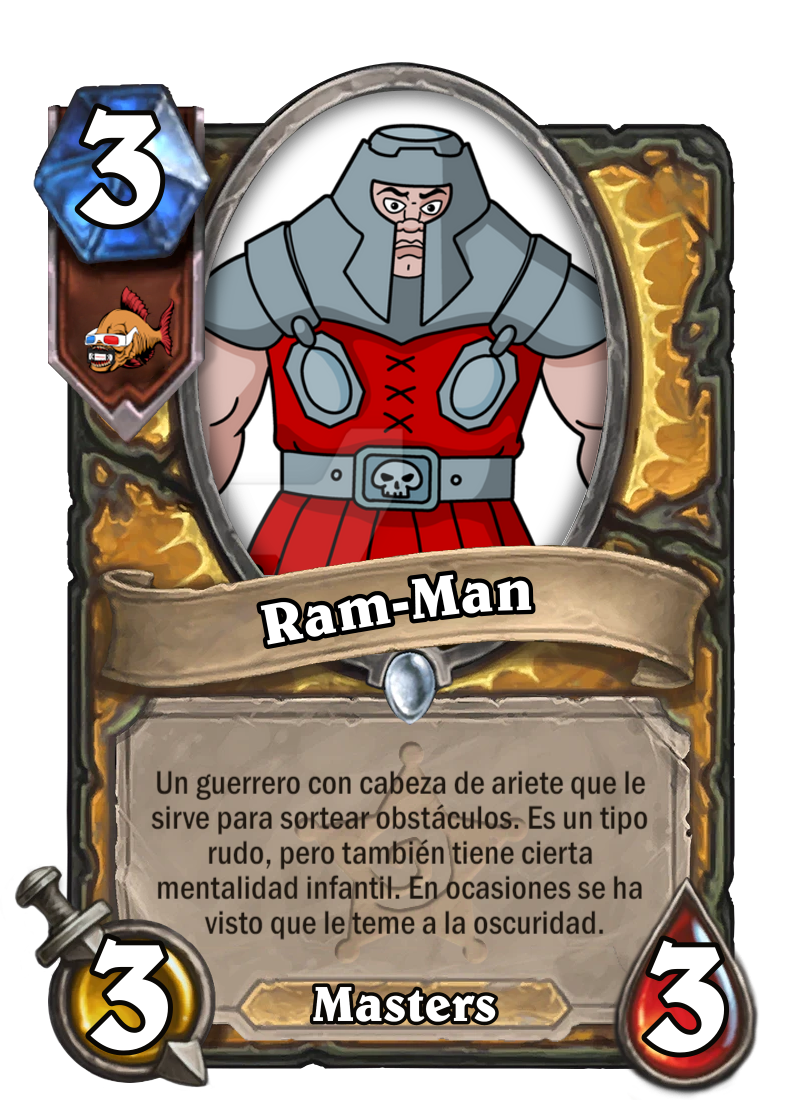 3
Ram-Man
Un guerrero con cabeza de ariete que le
sirve para sortear obstáculos. Es un tipo
rudo, pero también tiene cierta
mentalidad infantil. En ocasiones se ha
visto que le teme a la oscuridad.
3
Masters
3